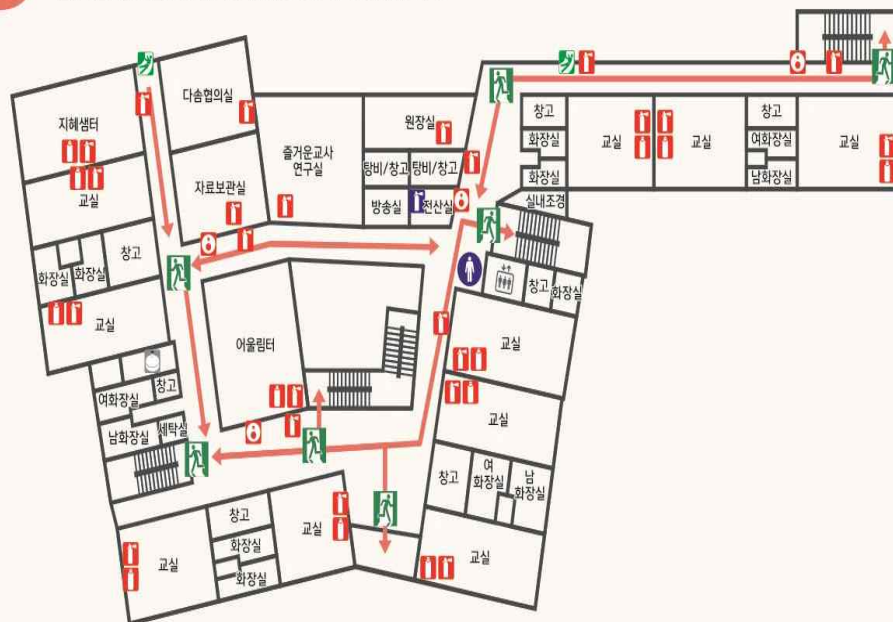 다솜협의실
지혜샘터
즐거운교사
연구실
원장실
탕비/창고
탕비/창고
방송실
전산실
자료보관실
교실
창고
화장실
화장실
교실
창고
화장실
화장실
교실
교실
창고
여화장실
남화장실
교실
실내조경
창고
화장실
어울림터
교실
교실
여화장실
창고
남화장실
세탁실
창고
여
화장실
남
화장실
교실
교실
창고
화장실
화장실
교실